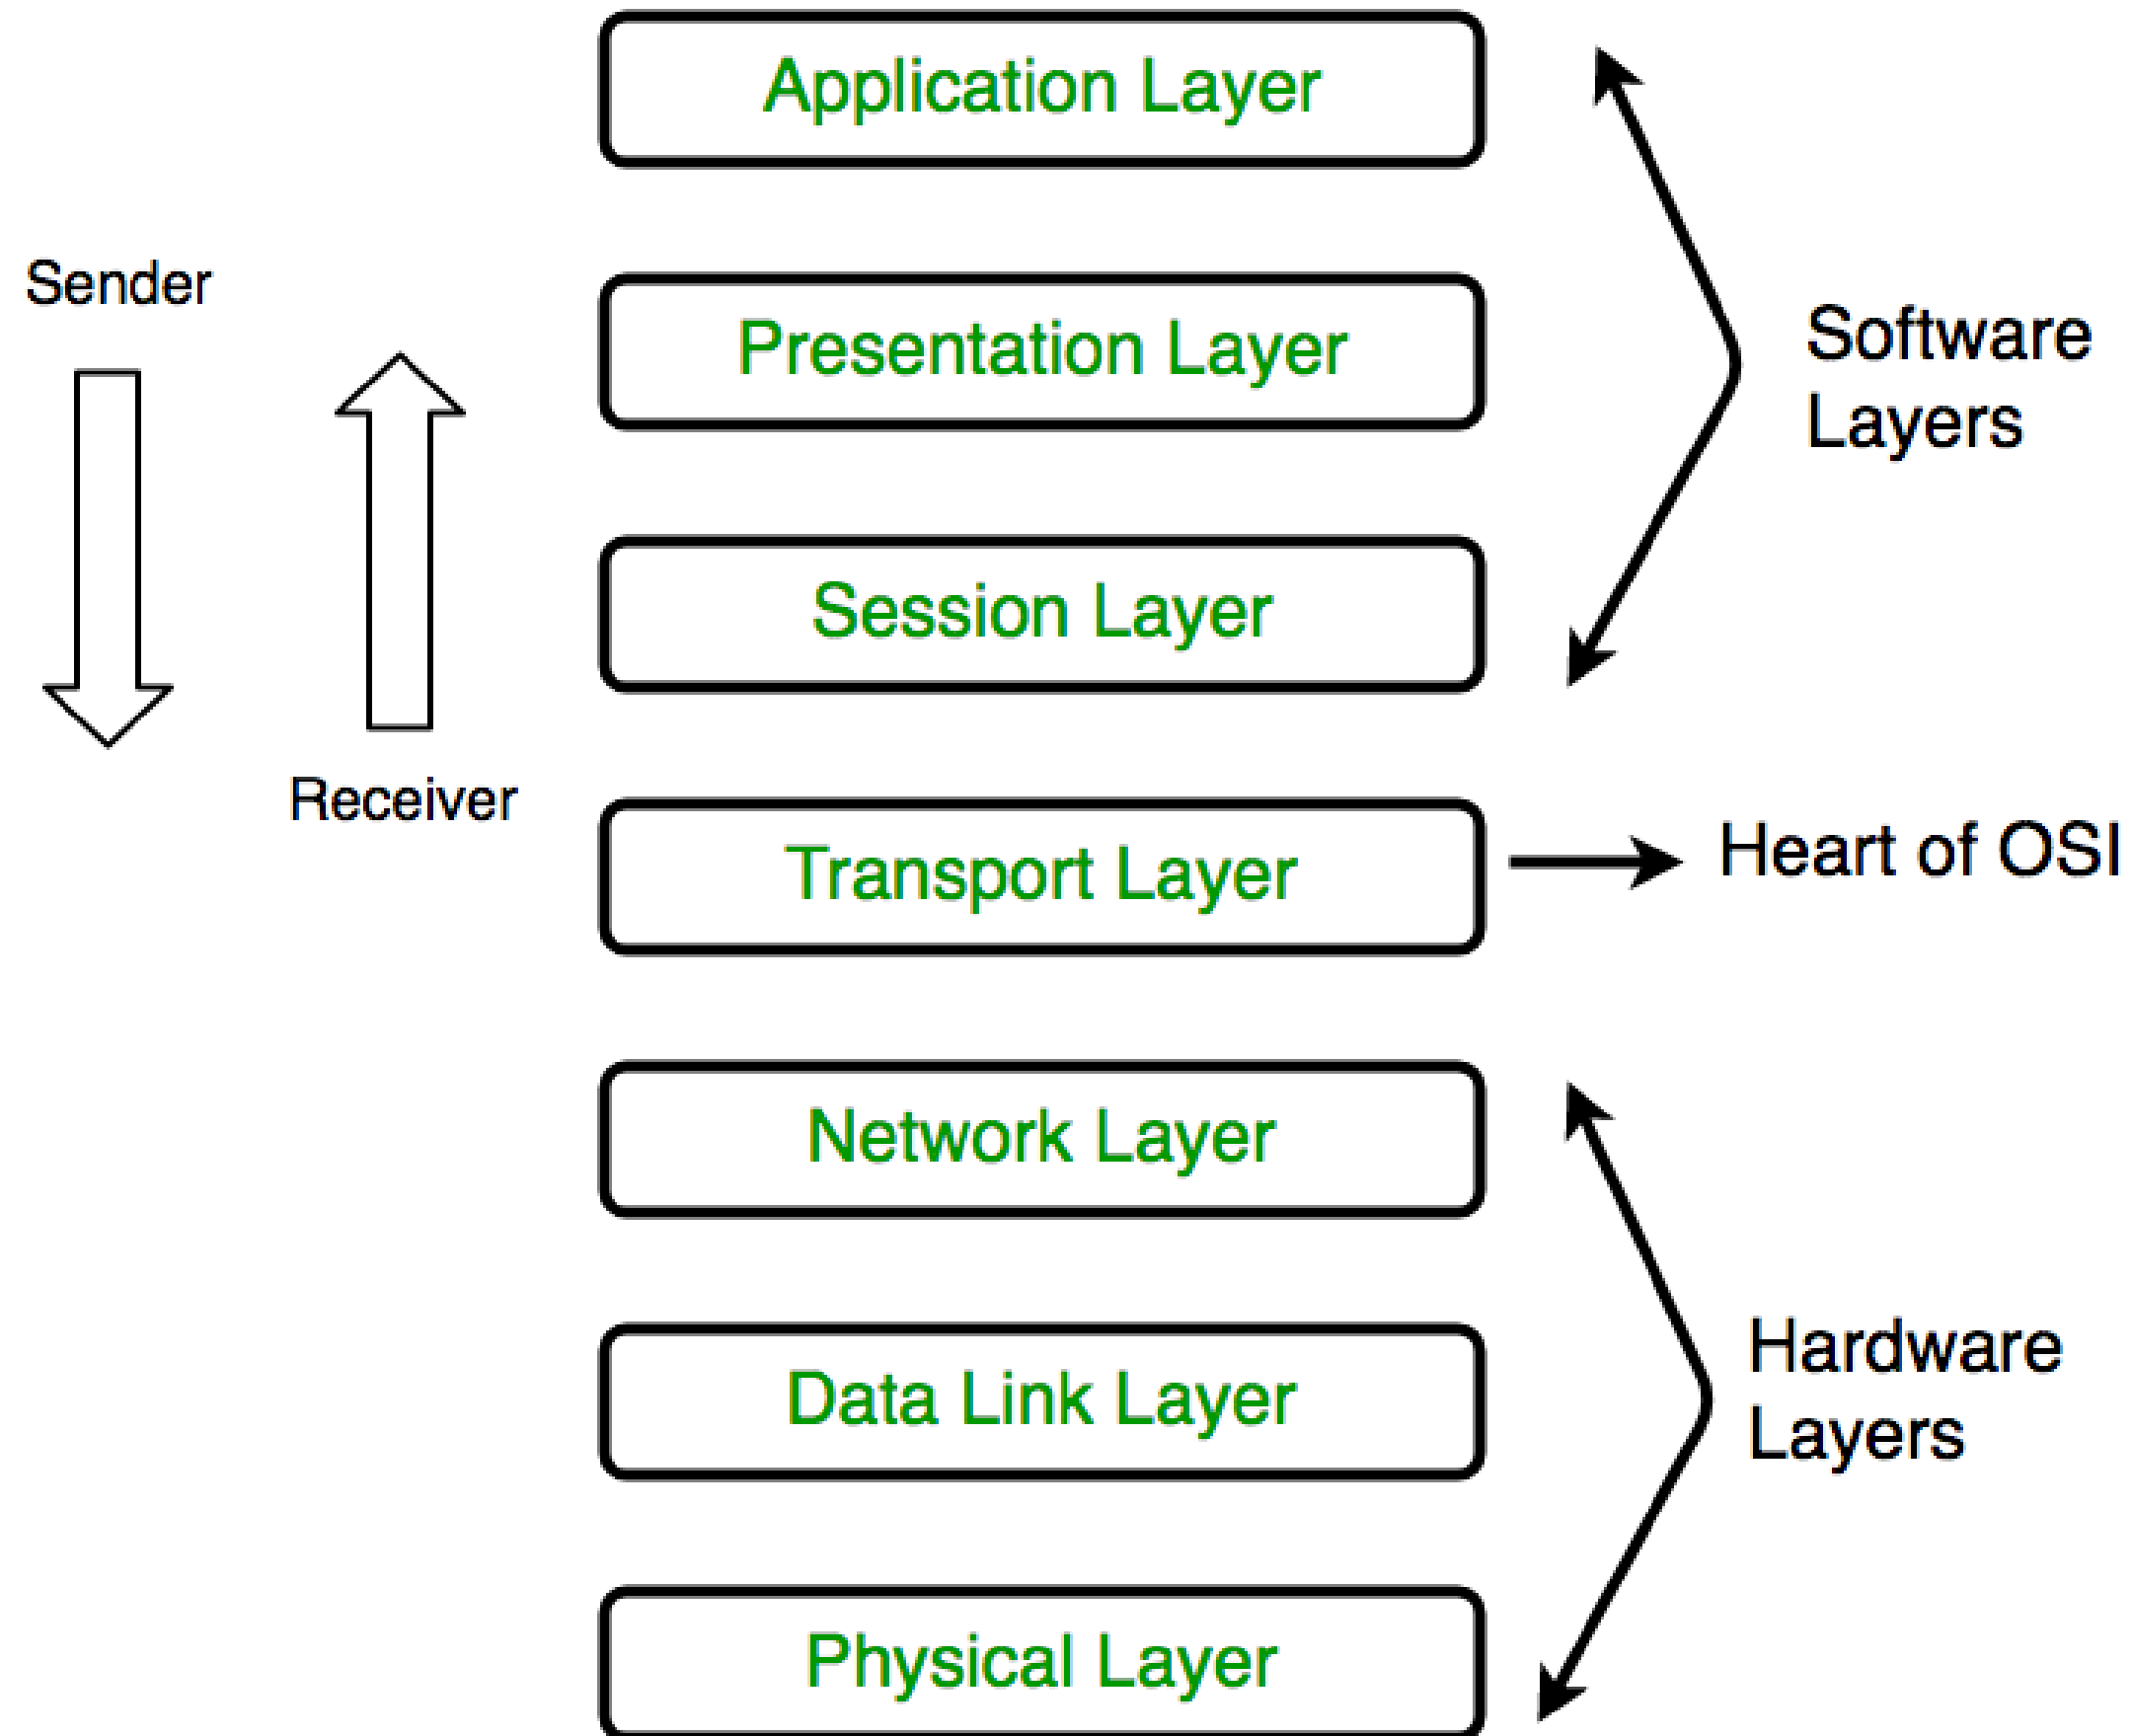 Application Layer
Sender
Presentation Layer
Software
Layers
Session Layer
Receiver
Transport Layer
Heart of OSI
Network Layer
Data Link Layer
Hardware
Layers
Physical Layer